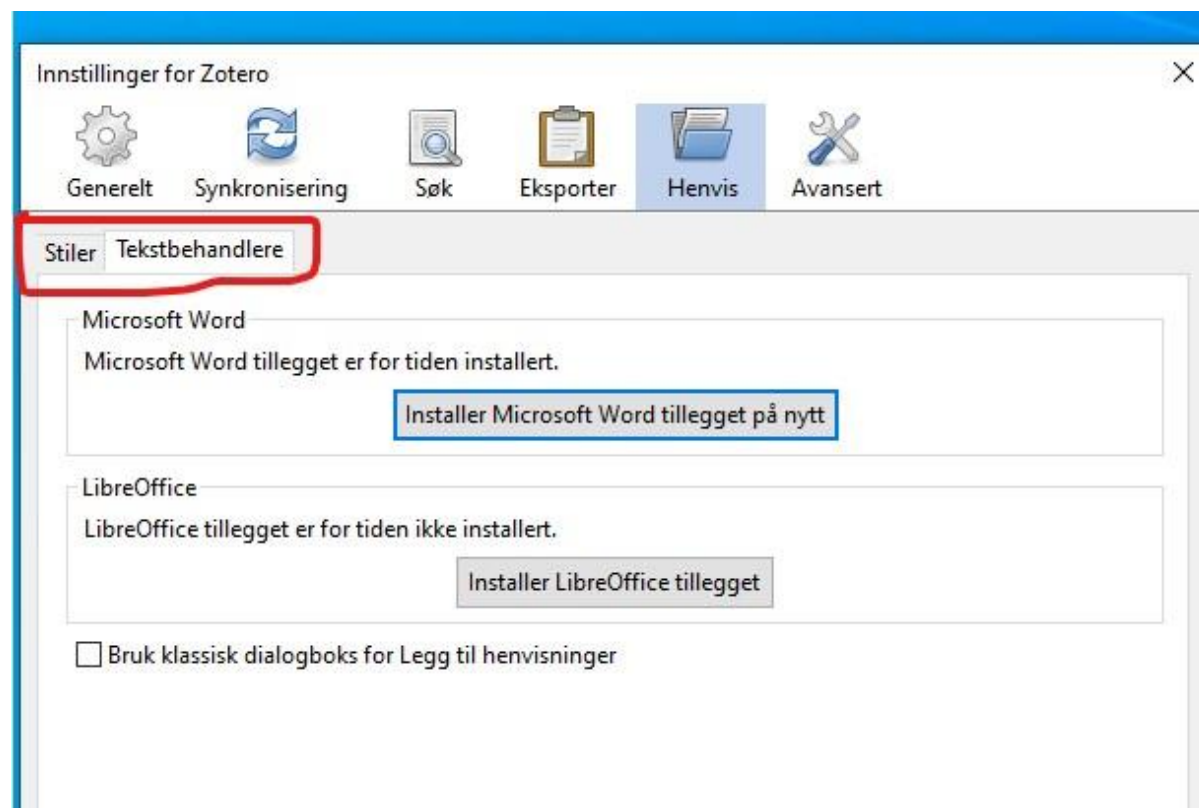 Innstillinger for Zotero
Generelt Synkronisering Søk Eksporter Henvis Avansert
Stiler Tekstbehandlere
Microsoft Word
Microsoft Word tillegget er for tiden installert.
Installer Microsoft Word tillegget på nytt
LibreOffice
LibreOffice tillegget er for tiden ikke installert.
Installer LibreOffice tillegget
Bruk klassisk dialogboks for Legg til henvisninger